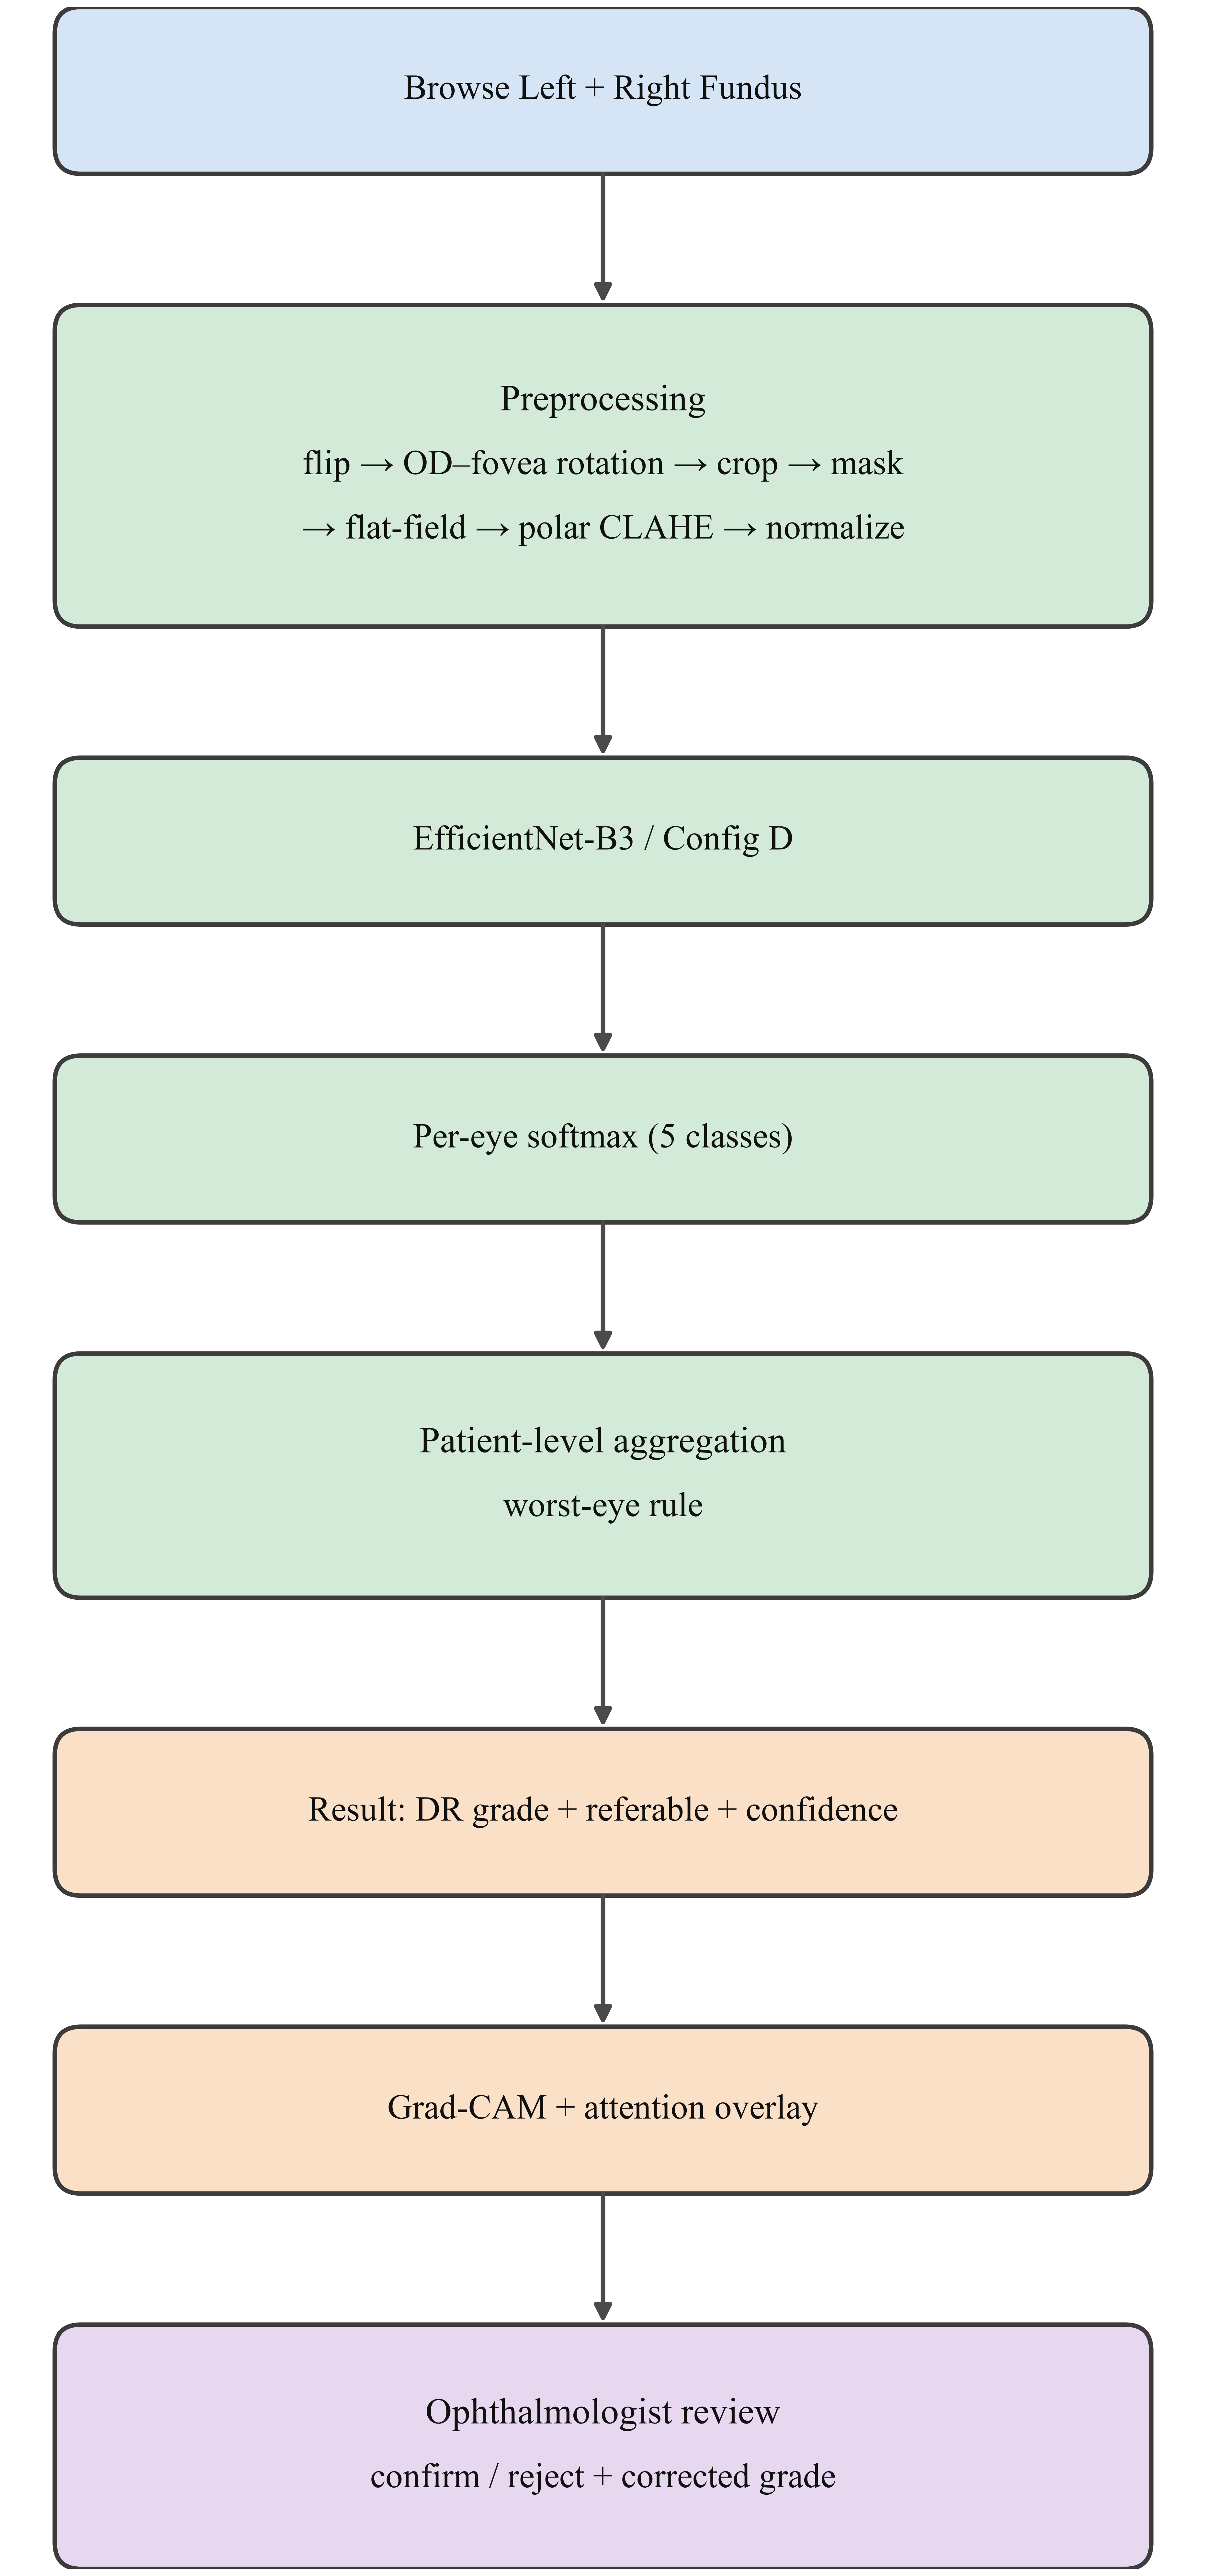 Browse Left + Right Fundus
Preprocessing
flip → OD–fovea rotation → crop → mask
→ flat-field → polar CLAHE → normalize
EfficientNet-B3 / Config D
Per-eye softmax (5 classes)
Patient-level aggregation
worst-eye rule
Result: DR grade + referable + confidence
Grad-CAM + attention overlay
Ophthalmologist review
confirm / reject + corrected grade